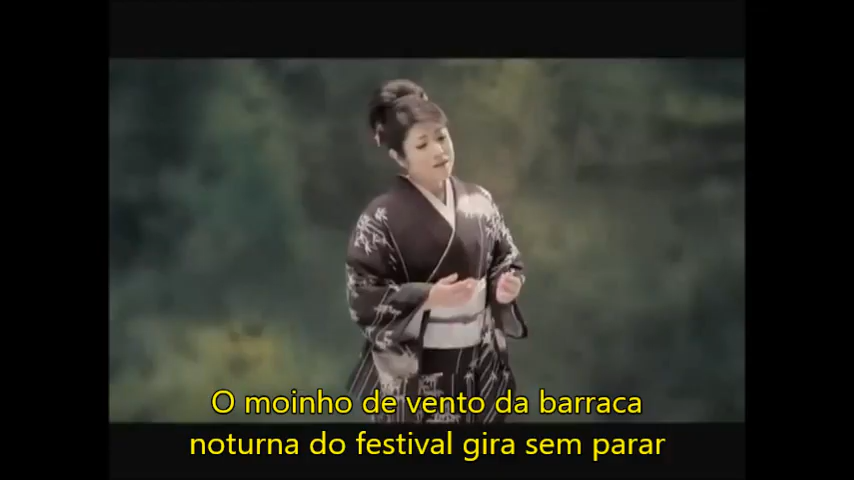 O moinho de vento da barraca
noturna do festival gira sem parar